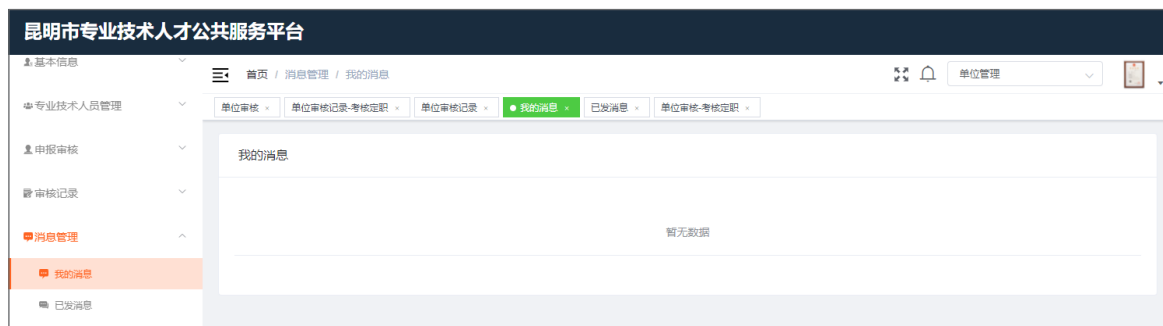 昆明市专业技术人才公共服务平台
基本信息
首页 / 消息管理 / 我的消息
单位管理
专业技术人员管理
单位审核 × 单位审核记录-考核定职 × 单位审核记录 × 我的消息 × 已发消息 × 单位审核-考核定职 ×
申报审核
我的消息
审核记录
暂无数据
消息管理
我的消息
已发消息